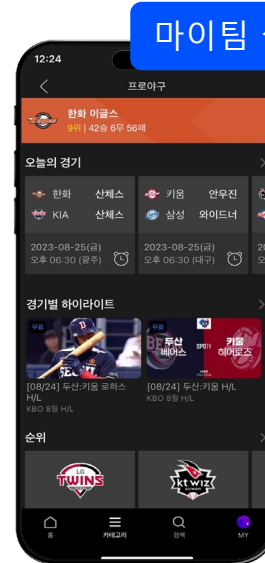 마이팀
12:24
프로야구
한화 이글스
9위 | 42승 6무 56패
오늘의 경기
한화 산체스
KIA 산체스
2023-08-25(금)
오후 06:30 (광주)
키움 안우진
삼성 와이드너
2023-08-25(금)
오후 06:30 (대구)
경기별 하이라이트
무료
[08/24] 두산:키움 로하스
H/L
KBO 8월 H/L
무료
두산
베어스
SPOTV
키움
히어로즈
[08/24] 두산:키움 H/L
KBO 8월 H/L
순위
LG
TWINS
kt wiz
홈
카테고리
검색
MY